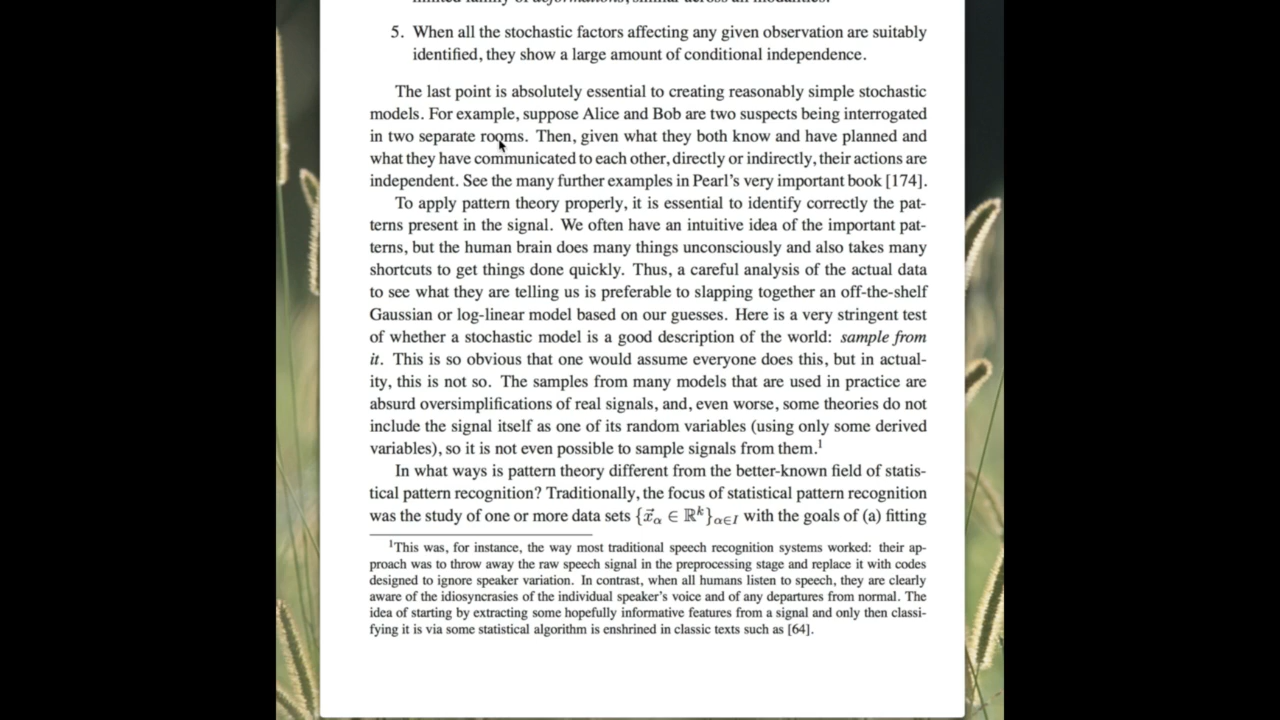 limited family of deformations, similar across all modalities.
5. When all the stochastic factors affecting any given observation are suitably
identified, they show a large amount of conditional independence.
The last point is absolutely essential to creating reasonably simple stochastic
models. For example, suppose Alice and Bob are two suspects being interrogated
in two separate rooms. Then, given what they both know and have planned and
what they have communicated to each other, directly or indirectly, their actions are
independent. See the many further examples in Pearl's very important book [174].
To apply pattern theory properly, it is essential to identify correctly the pat-
terns present in the signal. We often have an intuitive idea of the important pat-
terns, but the human brain does many things unconsciously and also takes many
shortcuts to get things done quickly. Thus, a careful analysis of the actual data
to see what they are telling us is preferable to slapping together an off-the-shelf
Gaussian or log-linear model based on our guesses. Here is a very stringent test
of whether a stochastic model is a good description of the world: sample from
it. This is so obvious that one would assume everyone does this, but in actual-
ity, this is not so. The samples from many models that are used in practice are
absurd oversimplifications of real signals, and, even worse, some theories do not
include the signal itself as one of its random variables (using only some derived
variables), so it is not even possible to sample signals from them.¹
In what ways is pattern theory different from the better-known field of statis-
tical pattern recognition? Traditionally, the focus of statistical pattern recognition
was the study of one or more data sets {x⃗α ∈ ℝᵏ}α∈I with the goals of (a) fitting
¹This was, for instance, the way most traditional speech recognition systems worked: their ap-
proach was to throw away the raw speech signal in the preprocessing stage and replace it with codes
designed to ignore speaker variation. In contrast, when all humans listen to speech, they are clearly
aware of the idiosyncrasies of the individual speaker's voice and of any departures from normal. The
idea of starting by extracting some hopefully informative features from a signal and only then classi-
fying it is via some statistical algorithm is enshrined in classic texts such as [64].